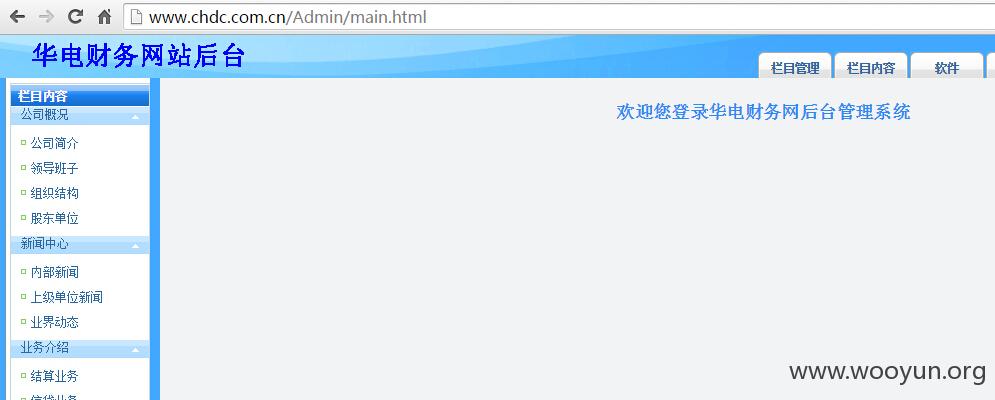 www.chdc.com.cn/Admin/main.html
华电财务网站后台
栏目管理 栏目内容 软件
栏目内容
欢迎您登录华电财务网后台管理系统
公司概况
公司简介
领导班子
组织结构
股东单位
新闻中心
内部新闻
上级单位新闻
业界动态
业务介绍
结算业务
www.wooyun.org